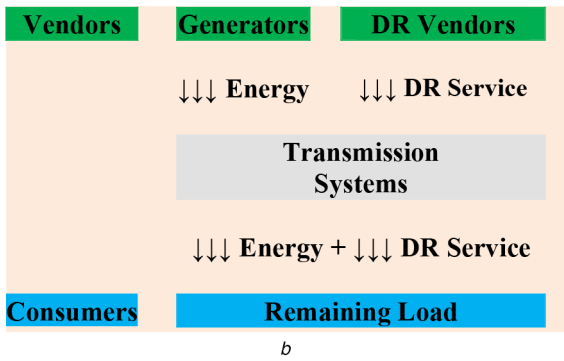 Vendors Generators DR Vendors
↓↓↓ Energy ↓↓↓ DR Service
Transmission
Systems
↓↓↓ Energy + ↓↓↓ DR Service
Consumers Remaining Load
b